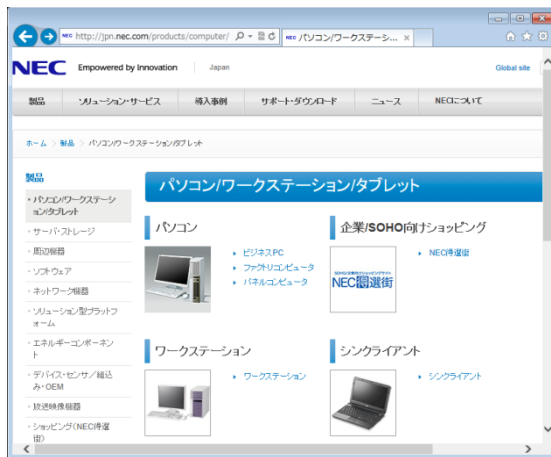 http://jpn.nec.com/products/computer/
NEC パソコン/ワークステーシ...
NEC Empowered by Innovation Japan Global site
製品 ソリューション・サービス 導入事例 サポート・ダウンロード ニュース NECについて
ホーム > 製品 > パソコン/ワークステーション/タブレット
製品
パソコン/ワークステーシ
ョン/タブレット
サーバ・ストレージ
周辺機器
ソフトウェア
ネットワーク機器
ソリューション型プラットフ
ォーム
エネルギーコンポーネン
ト
デバイス・センサ/組込
み・OEM
放送映像機器
ショッピング(NEC得選
街)
パソコン/ワークステーション/タブレット
パソコン
ビジネスPC
ファクトリコンピュータ
パネルコンピュータ
企業/SOHO向けショッピング
NEC得選街
NEC得選街
ワークステーション
ワークステーション
シンクライアント
シンクライアント